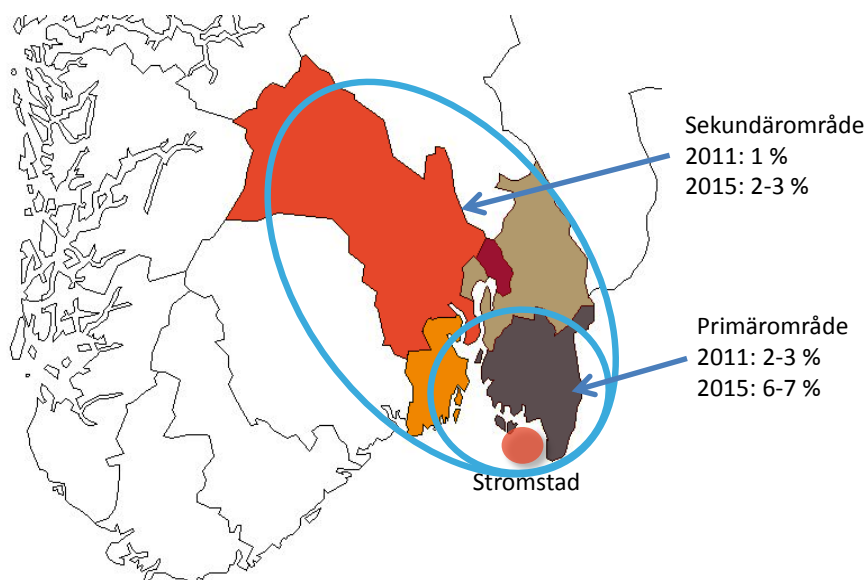 Sekundärområde
2011: 1 %
2015: 2-3 %
Primärområde
2011: 2-3 %
2015: 6-7 %
Strömstad